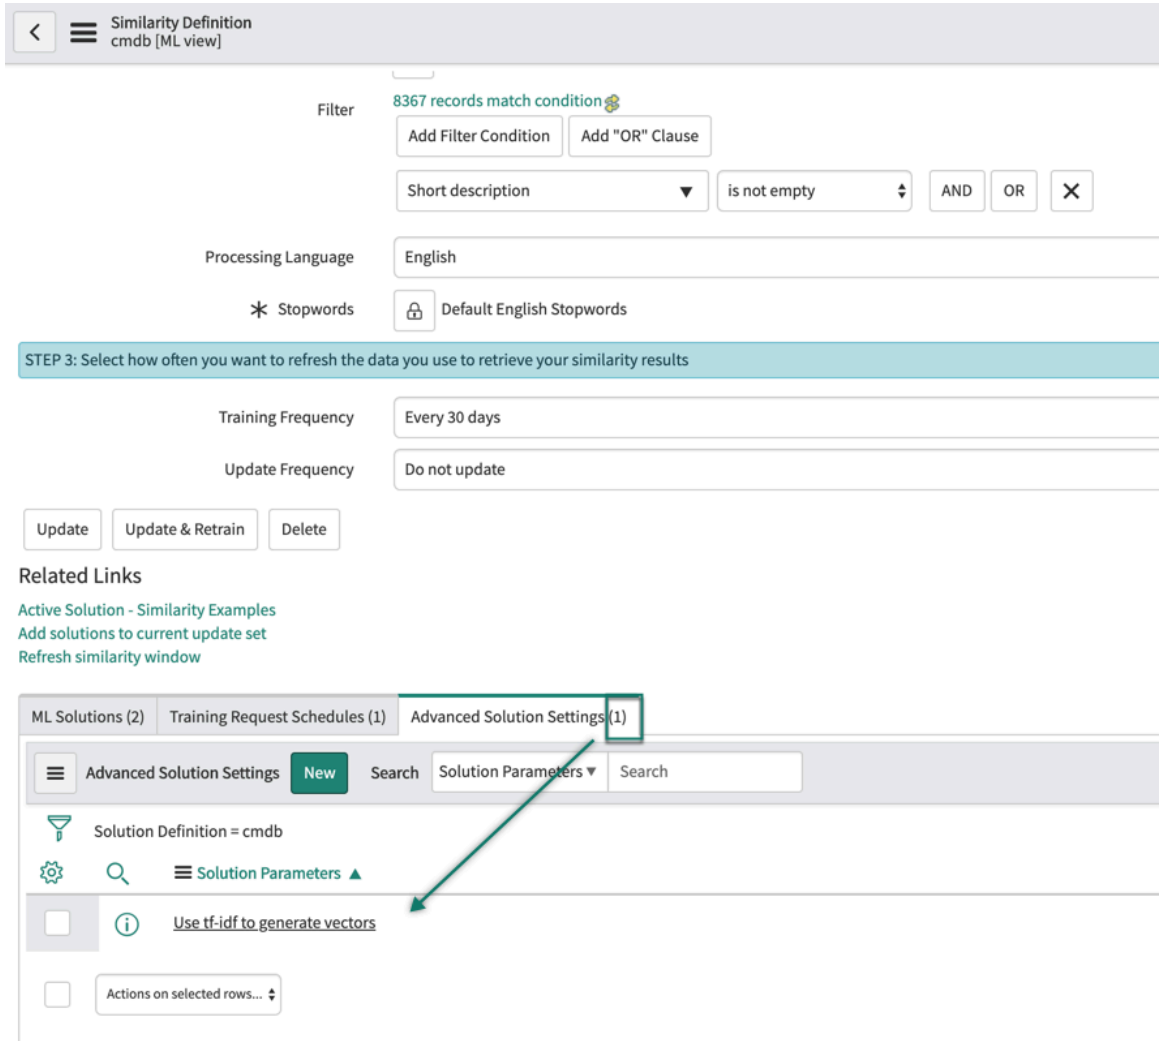 Similarity Definition
cmdb [ML view]
Filter
8367 records match condition
Add Filter Condition
Add "OR" Clause
Short description
is not empty
AND
OR
Processing Language
English
Stopwords
Default English Stopwords
STEP 3: Select how often you want to refresh the data you use to retrieve your similarity results
Training Frequency
Every 30 days
Update Frequency
Do not update
Update
Update & Retrain
Delete
Related Links
Active Solution - Similarity Examples
Add solutions to current update set
Refresh similarity window
ML Solutions (2)
Training Request Schedules (1)
Advanced Solution Settings (1)
Advanced Solution Settings
New
Search
Solution Parameters
Search
Solution Definition = cmdb
Solution Parameters
Use tf-idf to generate vectors
Actions on selected rows...